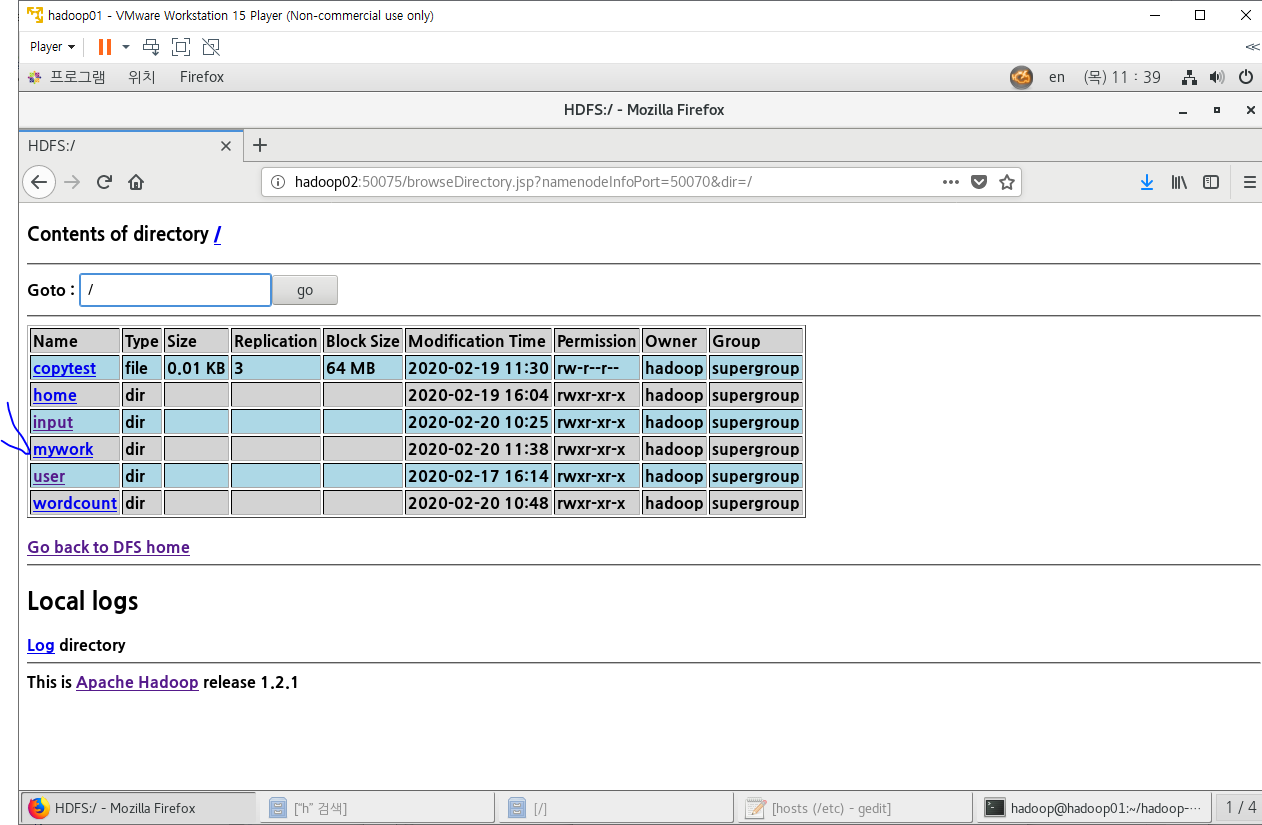 hadoop01 - VMware Workstation 15 Player (Non-commercial use only)
Player
프로그램 위치 Firefox en (목) 11 : 39
HDFS:/ - Mozilla Firefox
HDFS:/
hadoop02:50075/browseDirectory.jsp?namenodeInfoPort=50070&dir=/
Contents of directory /
Goto : / go
Name Type Size Replication Block Size Modification Time Permission Owner Group
copytest file 0.01 KB 3 64 MB 2020-02-19 11:30 rw-r--r-- hadoop supergroup
home dir 2020-02-19 16:04 rwxr-xr-x hadoop supergroup
input dir 2020-02-20 10:25 rwxr-xr-x hadoop supergroup
mywork dir 2020-02-20 11:38 rwxr-xr-x hadoop supergroup
user dir 2020-02-17 16:14 rwxr-xr-x hadoop supergroup
wordcount dir 2020-02-20 10:48 rwxr-xr-x hadoop supergroup
Go back to DFS home
Local logs
Log directory
This is Apache Hadoop release 1.2.1
HDFS:/ - Mozilla Firefox ["h" 검색] [/] [hosts (/etc) - gedit] hadoop@hadoop01:~/hadoop-··· 1 / 4